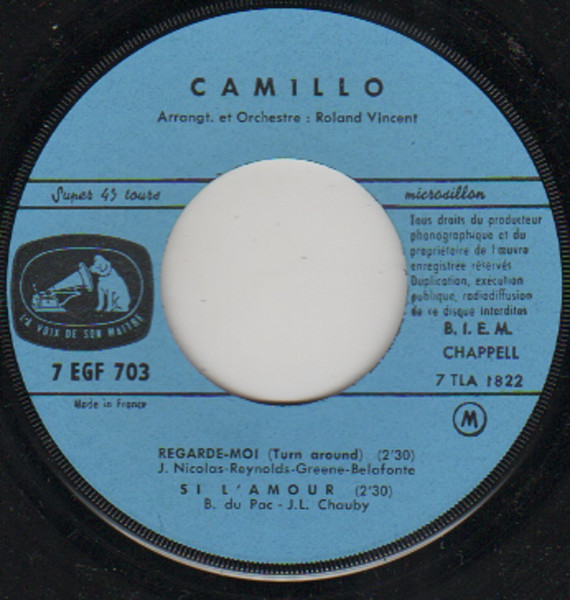 CAMILLO
Arrangt. et Orchestre : Roland Vincent
Super 45 tours
microsillon
Tous droits du producteur
phonographique et du
propriétaire de l'œuvre
enregistrée réservés.
Duplication, exécution
publique, radiodiffusion
de ce disque interdites
B. I. E. M.
CHAPPELL
LA VOIX DE SON MAITRE
7 EGF 703
7 TLA 1822
Made in France
M
REGARDE-MOI (Turn around) (2'30)
J. Nicolas-Reynolds-Greene-Belafonte
SI L'AMOUR (2'30)
B. du Pac - J.L. Chauby